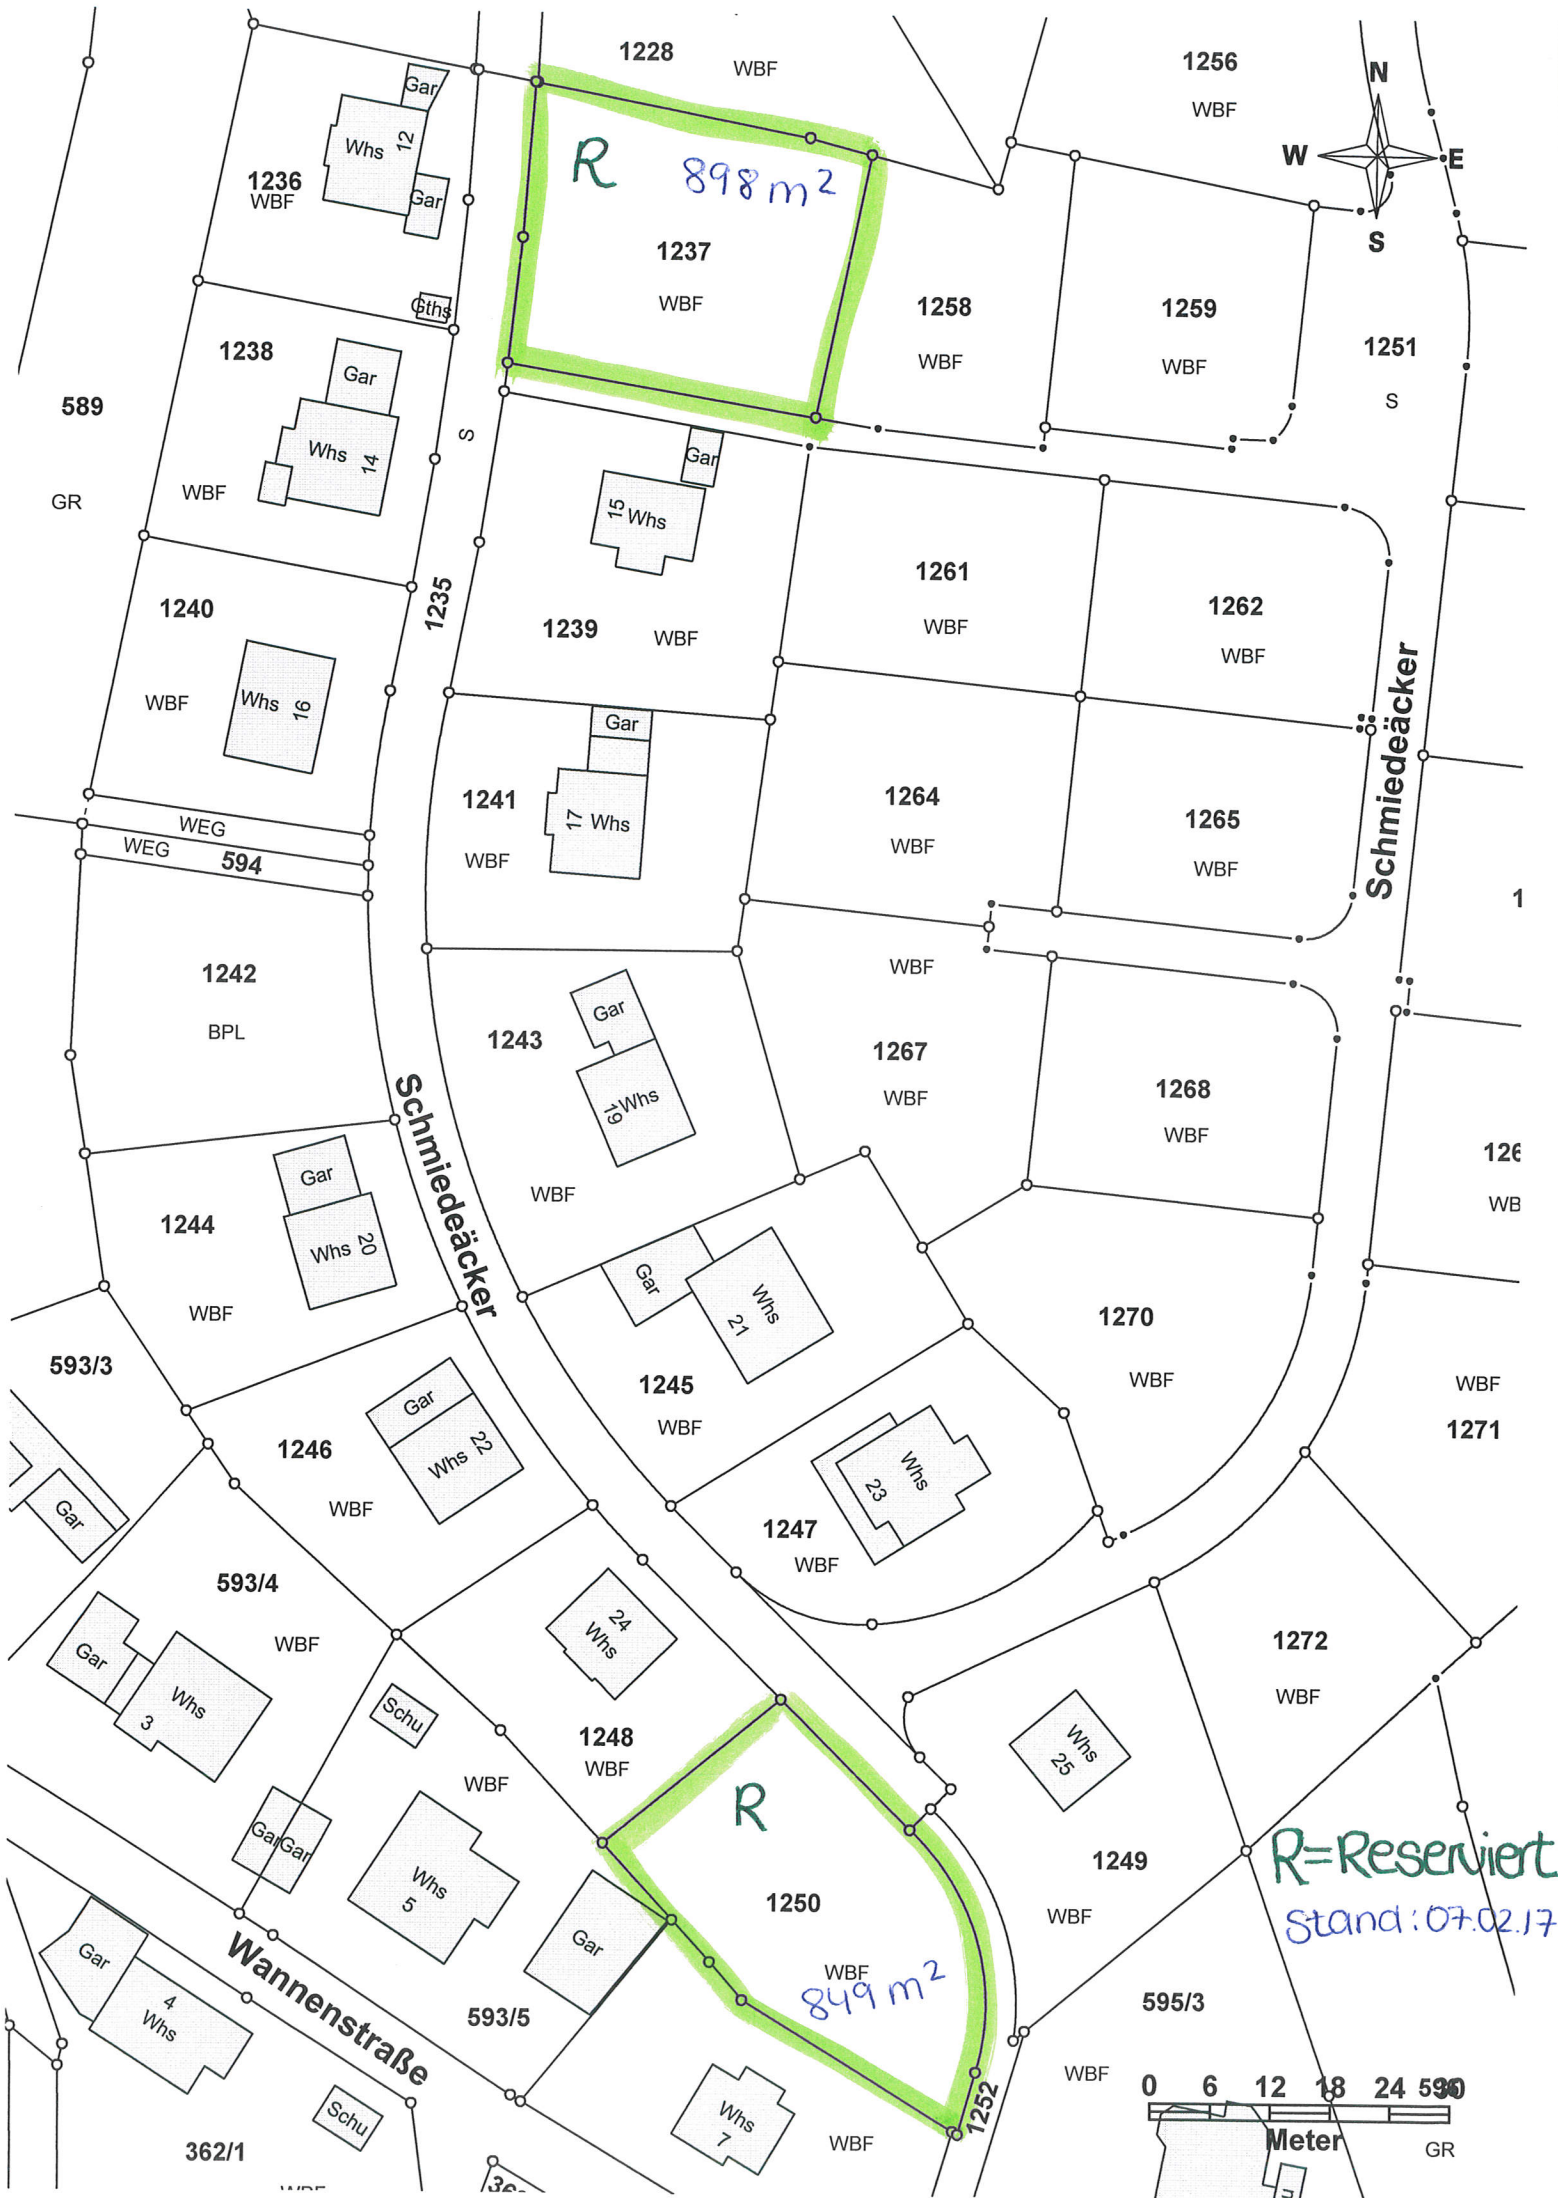 1228
WBF
1256
WBF
N
W
E
S
Gar
Whs
12
Gar
1236
WBF
Gths
R
898 m²
1237
WBF
1258
WBF
1259
WBF
1251
S
1238
Gar
Whs
14
WBF
589
GR
S
1235
Gar
15
Whs
1239
WBF
1261
WBF
1262
WBF
1240
WBF
Whs
16
Gar
1241
17
Whs
WBF
1264
WBF
1265
WBF
Schmiedeäcker
WEG
WEG
594
1242
BPL
Gar
1243
19
Whs
WBF
WBF
1267
WBF
1268
WBF
Schmiedeäcker
Gar
1244
Whs
20
WBF
Gar
Whs
21
1245
WBF
1270
WBF
WBF
1271
593/3
Gar
1246
Gar
Whs
22
WBF
Whs
23
1247
WBF
593/4
WBF
Gar
Whs
3
24
Whs
1272
WBF
Schu
1248
WBF
WBF
Whs
25
R
Gar
Gar
Whs
5
1249
WBF
R=Reserviert
Stand: 07.02.17
1250
WBF
849 m²
Gar
Gar
4
Whs
Wannenstraße
593/5
595/3
WBF
1252
Schu
Whs
7
WBF
362/1
0 6 12 18 24
Meter
GR